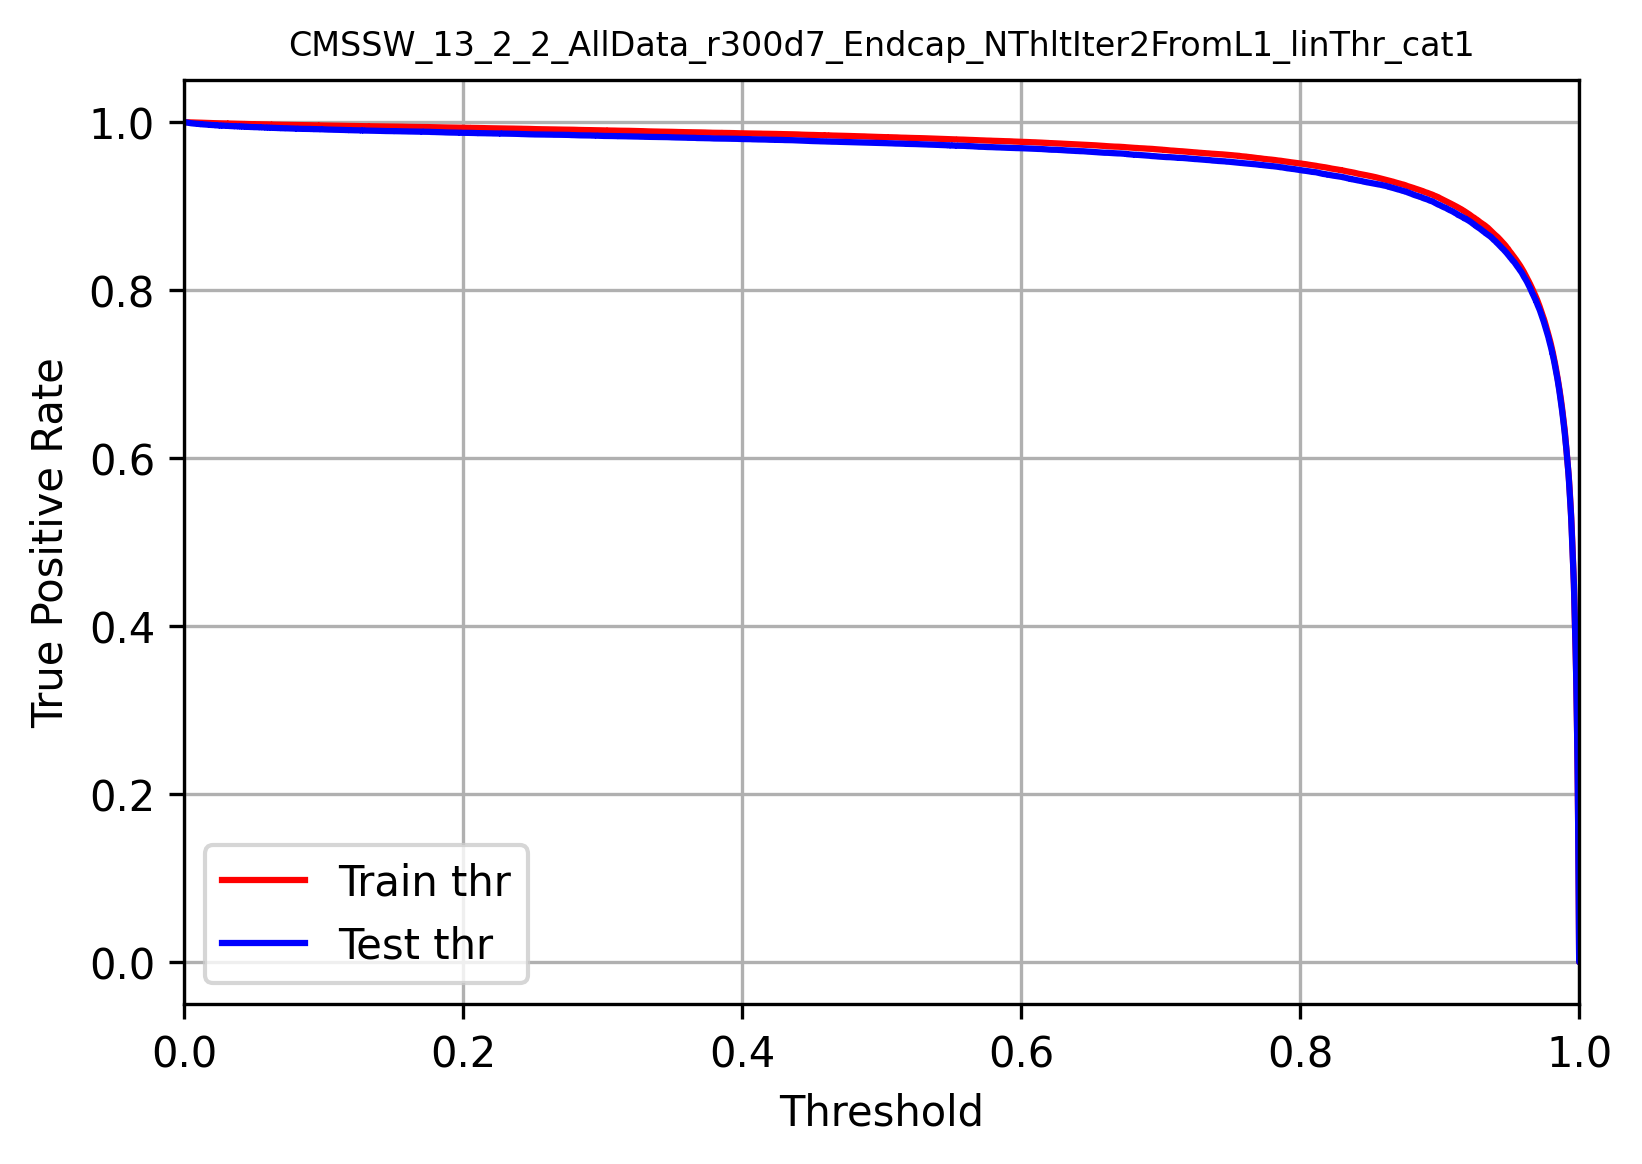 CMSSW_13_2_2_AllData_r300d7_Endcap_NThltIter2FromL1_linThr_cat1
True Positive Rate
1.0
0.8
0.6
0.4
0.2
0.0
Train thr
Test thr
0.0 0.2 0.4 0.6 0.8 1.0
Threshold